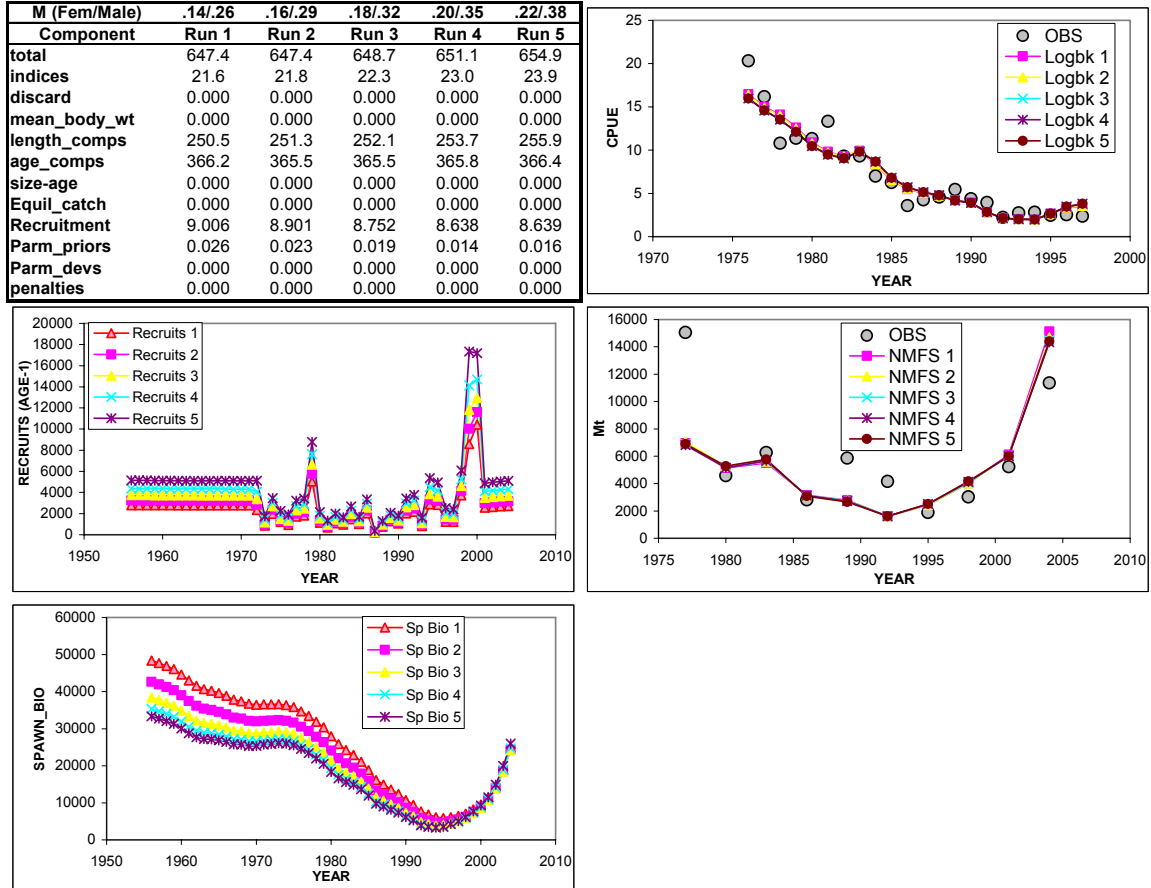 M (Fem/Male) .14/.26 .16/.29 .18/.32 .20/.35 .22/.38
Component Run 1 Run 2 Run 3 Run 4 Run 5
total 647.4 647.4 648.7 651.1 654.9
indices 21.6 21.8 22.3 23.0 23.9
discard 0.000 0.000 0.000 0.000 0.000
mean_body_wt 0.000 0.000 0.000 0.000 0.000
length_comps 250.5 251.3 252.1 253.7 255.9
age_comps 366.2 365.5 365.5 365.8 366.4
size-age 0.000 0.000 0.000 0.000 0.000
Equil_catch 0.000 0.000 0.000 0.000 0.000
Recruitment 9.006 8.901 8.752 8.638 8.639
Parm_priors 0.026 0.023 0.019 0.014 0.016
Parm_devs 0.000 0.000 0.000 0.000 0.000
penalties 0.000 0.000 0.000 0.000 0.000
25
20
15
10
5
0
CPUE
OBS
Logbk 1
Logbk 2
Logbk 3
Logbk 4
Logbk 5
1970 1975 1980 1985 1990 1995 2000
YEAR
20000
18000
16000
14000
12000
10000
8000
6000
4000
2000
0
RECRUITS (AGE-1)
Recruits 1
Recruits 2
Recruits 3
Recruits 4
Recruits 5
1950 1960 1970 1980 1990 2000 2010
YEAR
16000
14000
12000
10000
8000
6000
4000
2000
0
Mt
OBS
NMFS 1
NMFS 2
NMFS 3
NMFS 4
NMFS 5
1975 1980 1985 1990 1995 2000 2005 2010
YEAR
60000
50000
40000
30000
20000
10000
0
SPAWN_BIO
Sp Bio 1
Sp Bio 2
Sp Bio 3
Sp Bio 4
Sp Bio 5
1950 1960 1970 1980 1990 2000 2010
YEAR